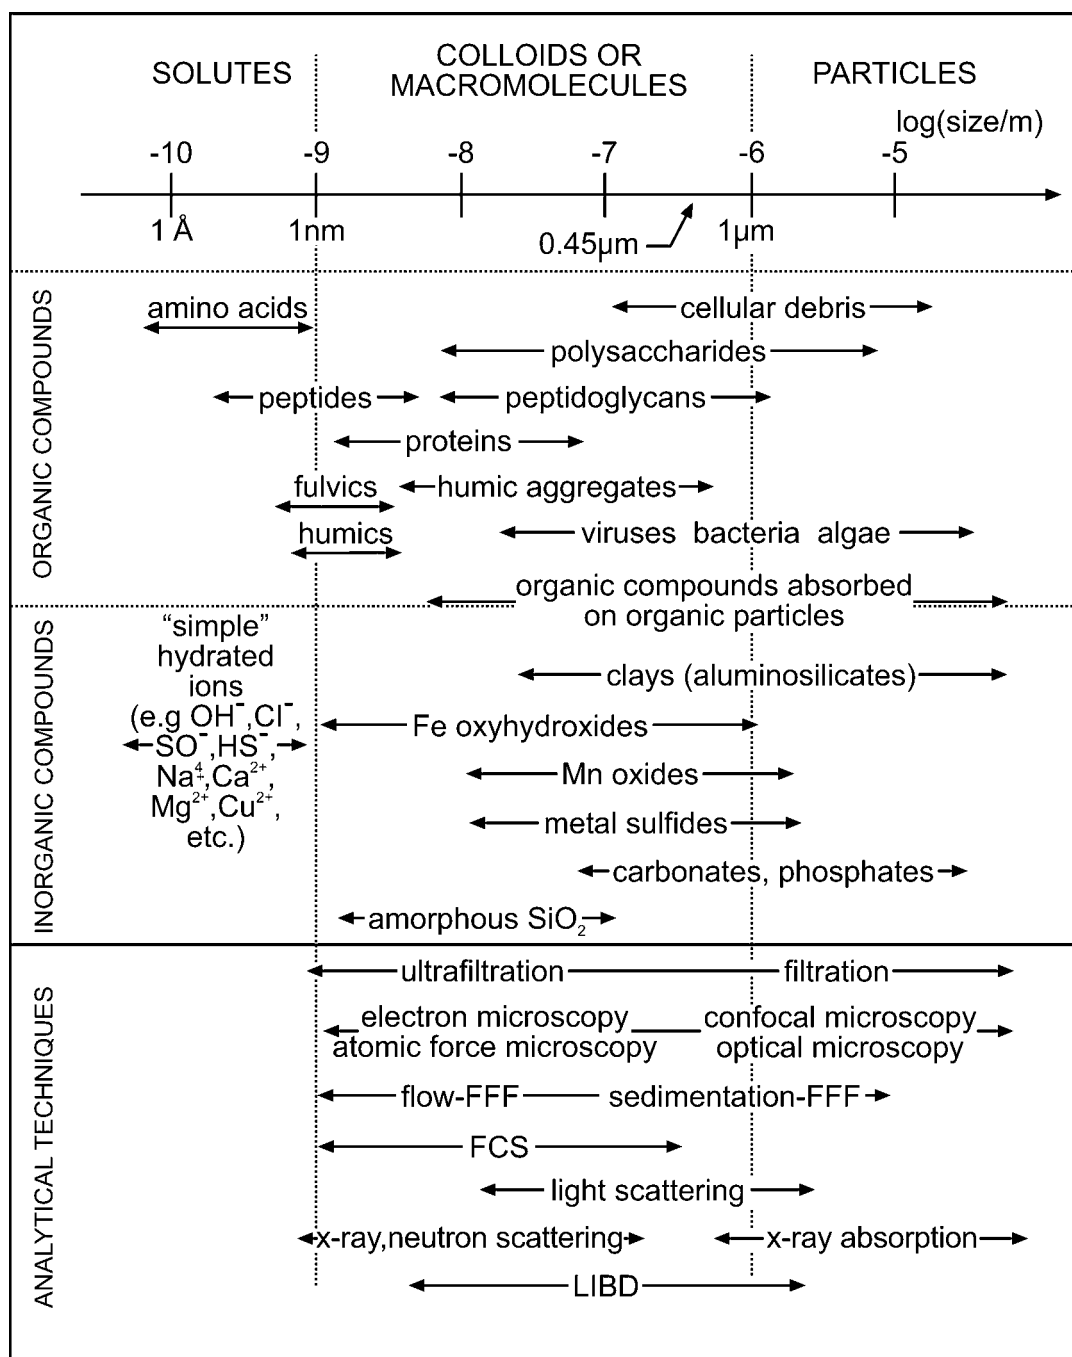 SOLUTES
COLLOIDS OR
MACROMOLECULES
PARTICLES
log(size/m)
-10
-9
-8
-7
-6
-5
1 Å
1nm
0.45µm
1µm
ORGANIC COMPOUNDS
amino acids
cellular debris
polysaccharides
peptides
peptidoglycans
proteins
fulvics
humic aggregates
humics
viruses bacteria algae
organic compounds absorbed
on organic particles
INORGANIC COMPOUNDS
“simple”
hydrated
ions
(e.g OH⁻,Cl⁻,
SO⁻,HS⁻,
Na⁴⁺,Ca²⁺,
Mg²⁺,Cu²⁺,
etc.)
clays (aluminosilicates)
Fe oxyhydroxides
Mn oxides
metal sulfides
carbonates, phosphates
amorphous SiO₂
ANALYTICAL TECHNIQUES
ultrafiltration
filtration
electron microscopy
atomic force microscopy
confocal microscopy
optical microscopy
flow-FFF
sedimentation-FFF
FCS
light scattering
x-ray,neutron scattering
x-ray absorption
LIBD